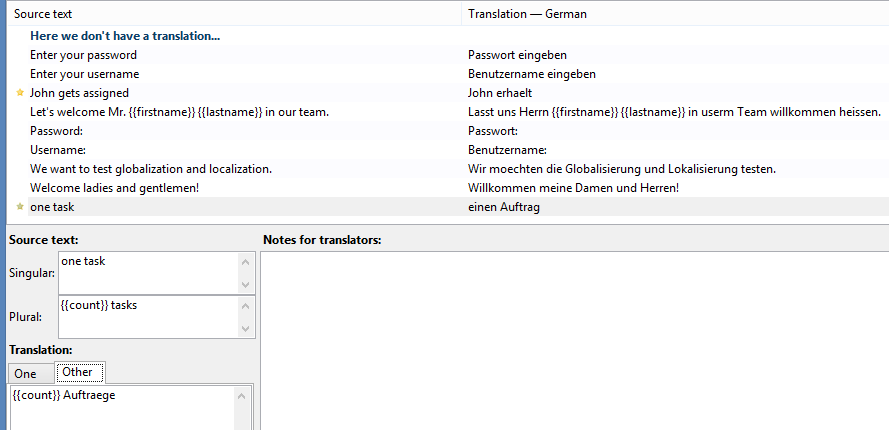 Source text Translation — German
Here we don't have a translation...
Enter your password Passwort eingeben
Enter your username Benutzername eingeben
John gets assigned John erhaelt
Let's welcome Mr. {{firstname}} {{lastname}} in our team. Lasst uns Herrn {{firstname}} {{lastname}} in userm Team willkommen heissen.
Password: Passwort:
Username: Benutzername:
We want to test globalization and localization. Wir moechten die Globalisierung und Lokalisierung testen.
Welcome ladies and gentlemen! Willkommen meine Damen und Herren!
one task einen Auftrag
Source text: Notes for translators:
Singular: one task
Plural: {{count}} tasks
Translation:
One Other
{{count}} Auftraege